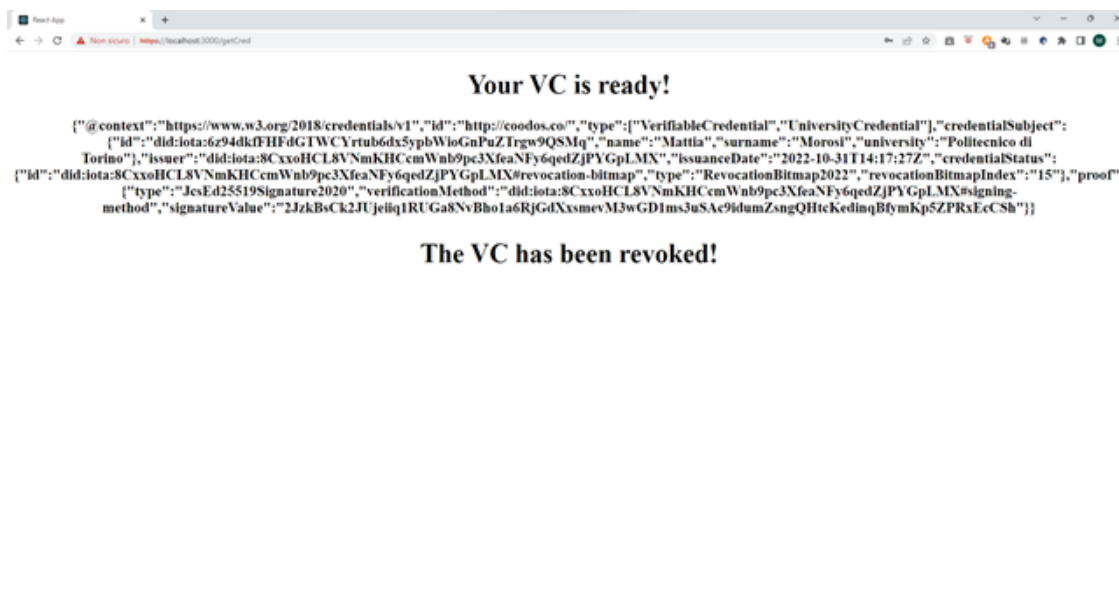 React App
Non sicuro | https://localhost:3000/getCred
Your VC is ready!
{"@context":"https://www.w3.org/2018/credentials/v1","id":"http://coodos.co/","type":["VerifiableCredential","UniversityCredential"],"credentialSubject":
{"id":"did:iota:6z94dkfFHFdGTWCYrtub6dx5ypbWioGnPuZTrgw9QSMq","name":"Mattia","surname":"Morosi","university":"Politecnico di
Torino"},"issuer":"did:iota:8CxxoHCL8VNmKHCcmWnb9pc3XfeaNFy6qedZjPYGpLMX","issuanceDate":"2022-10-31T14:17:27Z","credentialStatus":
{"id":"did:iota:8CxxoHCL8VNmKHCcmWnb9pc3XfeaNFy6qedZjPYGpLMX#revocation-bitmap","type":"RevocationBitmap2022","revocationBitmapIndex":"15"},"proof"
{"type":"JcsEd25519Signature2020","verificationMethod":"did:iota:8CxxoHCL8VNmKHCcmWnb9pc3XfeaNFy6qedZjPYGpLMX#signing-
method","signatureValue":"2JzkBsCk2JUjeiiq1RUGa8NvBho1a6RjGdXxsmevM3wGD1ms3uSAc9idumZsngQHtcKedinqBfymKp5ZPRxEcCSh"}}
The VC has been revoked!